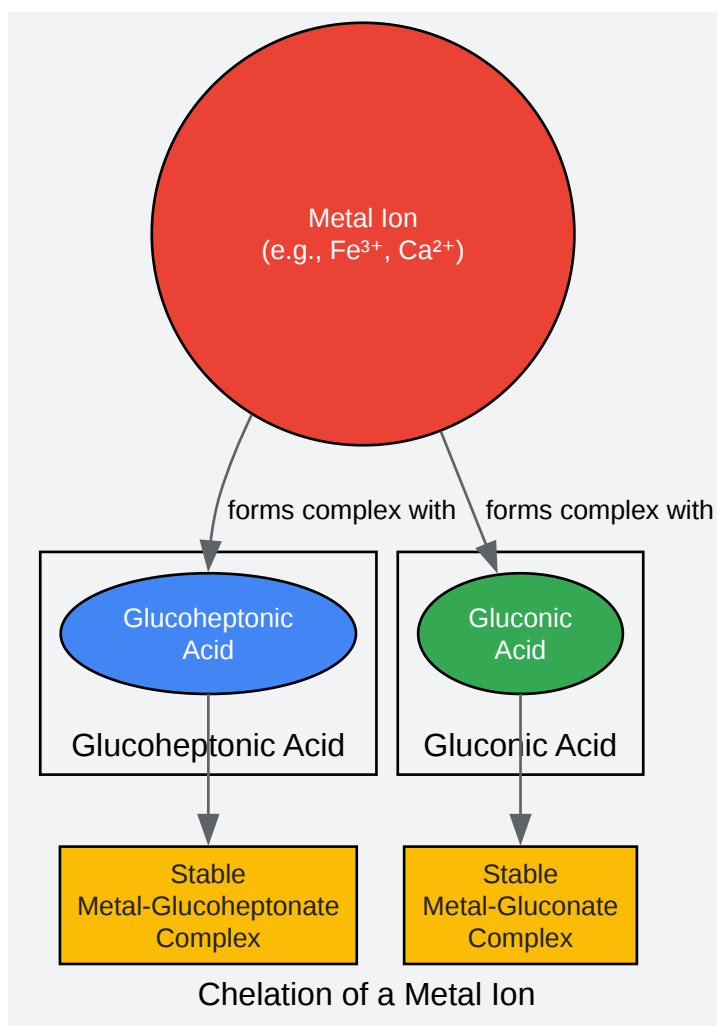 Metal Ion
(e.g., Fe³⁺, Ca²⁺)
forms complex with
forms complex with
Glucoheptonic
Acid
Gluconic
Acid
Glucoheptonic Acid
Gluconic Acid
Stable
Metal-Glucoheptonate
Complex
Stable
Metal-Gluconate
Complex
Chelation of a Metal Ion